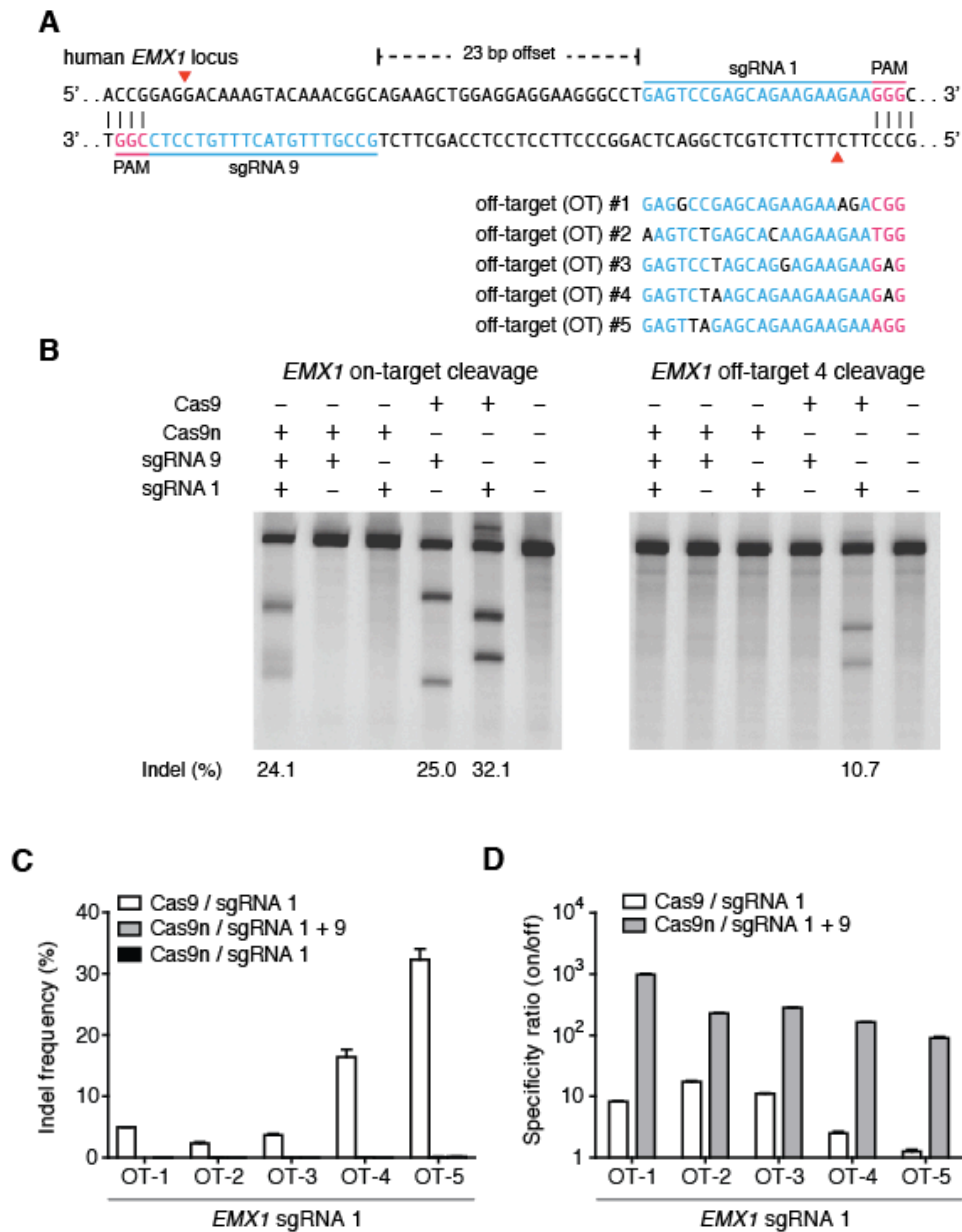 A
human EMX1 locus
23 bp offset
sgRNA 1 PAM
5’..ACCGGAGGACAAAGTACAAACGGCAGAAGCTGGAGGAGGAAGGGCCTGAGTCCGAGCAGAAGAAGAAGGGC..3’
3’..TGGCCTCCTGTTTCATGTTTGCCGTCTTCGACCTCCTCCTTCCCGGACTCAGGCTCGTCTTCTTCTTCCCG..5’
PAM sgRNA 9
off-target (OT) #1 GAGGCCGAGCAGAAGAAAGACGG
off-target (OT) #2 AAGTCTGAGCACAAGAAGAATGG
off-target (OT) #3 GAGTCCTAGCAGGAGAAGAAGAG
off-target (OT) #4 GAGTCTAAGCAGAAGAAGAAGAG
off-target (OT) #5 GAGTTAGAGCAGAAGAAGAAAGG
B
EMX1 on-target cleavage EMX1 off-target 4 cleavage
Cas9 – – – + + – – – – + + –
Cas9n + + + – – – + + + – – –
sgRNA 9 + + – + – – + + – + – –
sgRNA 1 + – + – + – + – + – + –
Indel (%) 24.1 25.0 32.1 10.7
C
Cas9 / sgRNA 1
Cas9n / sgRNA 1 + 9
Cas9n / sgRNA 1
Indel frequency (%)
40
30
20
10
0
OT-1 OT-2 OT-3 OT-4 OT-5
EMX1 sgRNA 1
D
Cas9 / sgRNA 1
Cas9n / sgRNA 1 + 9
Specificity ratio (on/off)
10⁴
10³
10²
10
1
OT-1 OT-2 OT-3 OT-4 OT-5
EMX1 sgRNA 1